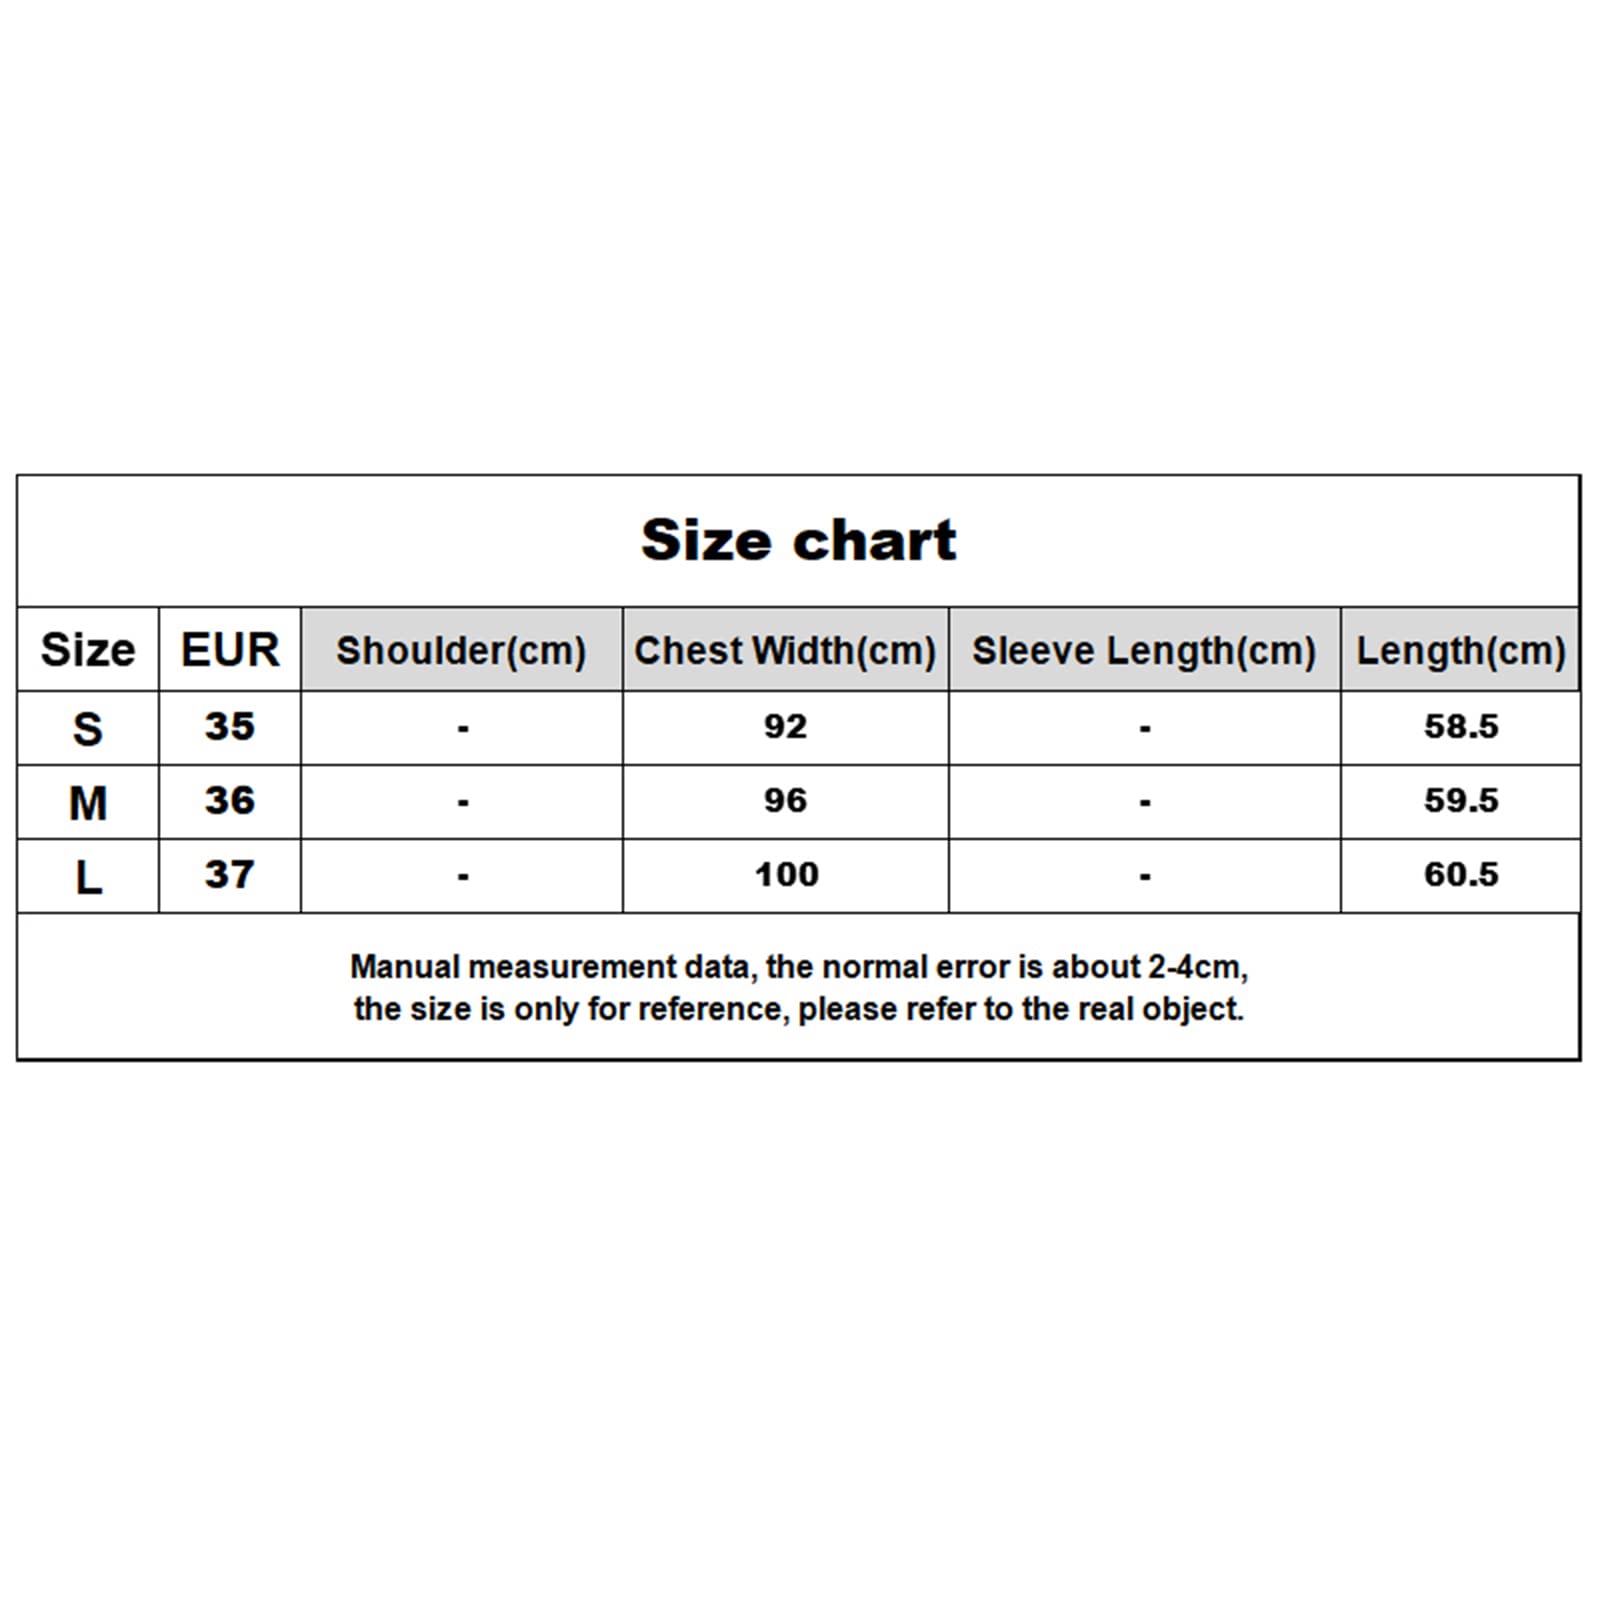 Size chart
Size EUR Shoulder(cm) Chest Width(cm) Sleeve Length(cm) Length(cm)
S 35 - 92 - 58.5
M 36 - 96 - 59.5
L 37 - 100 - 60.5
Manual measurement data, the normal error is about 2-4cm,
the size is only for reference, please refer to the real object.